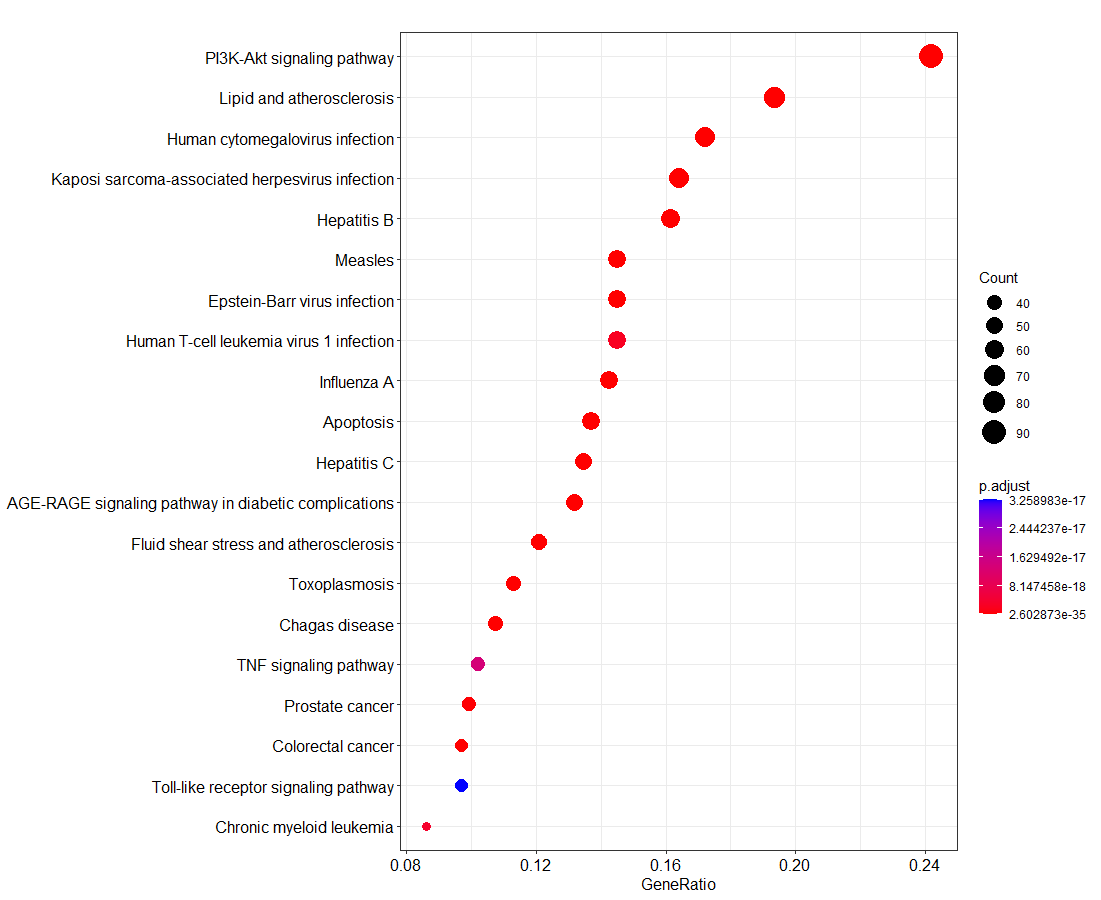 PI3K-Akt signaling pathway
Lipid and atherosclerosis
Human cytomegalovirus infection
Kaposi sarcoma-associated herpesvirus infection
Hepatitis B
Measles
Epstein-Barr virus infection
Human T-cell leukemia virus 1 infection
Influenza A
Apoptosis
Hepatitis C
AGE-RAGE signaling pathway in diabetic complications
Fluid shear stress and atherosclerosis
Toxoplasmosis
Chagas disease
TNF signaling pathway
Prostate cancer
Colorectal cancer
Toll-like receptor signaling pathway
Chronic myeloid leukemia
0.08 0.12 0.16 0.20 0.24
GeneRatio
Count
40
50
60
70
80
90
p.adjust
3.258983e-17
2.444237e-17
1.629492e-17
8.147458e-18
2.602873e-35